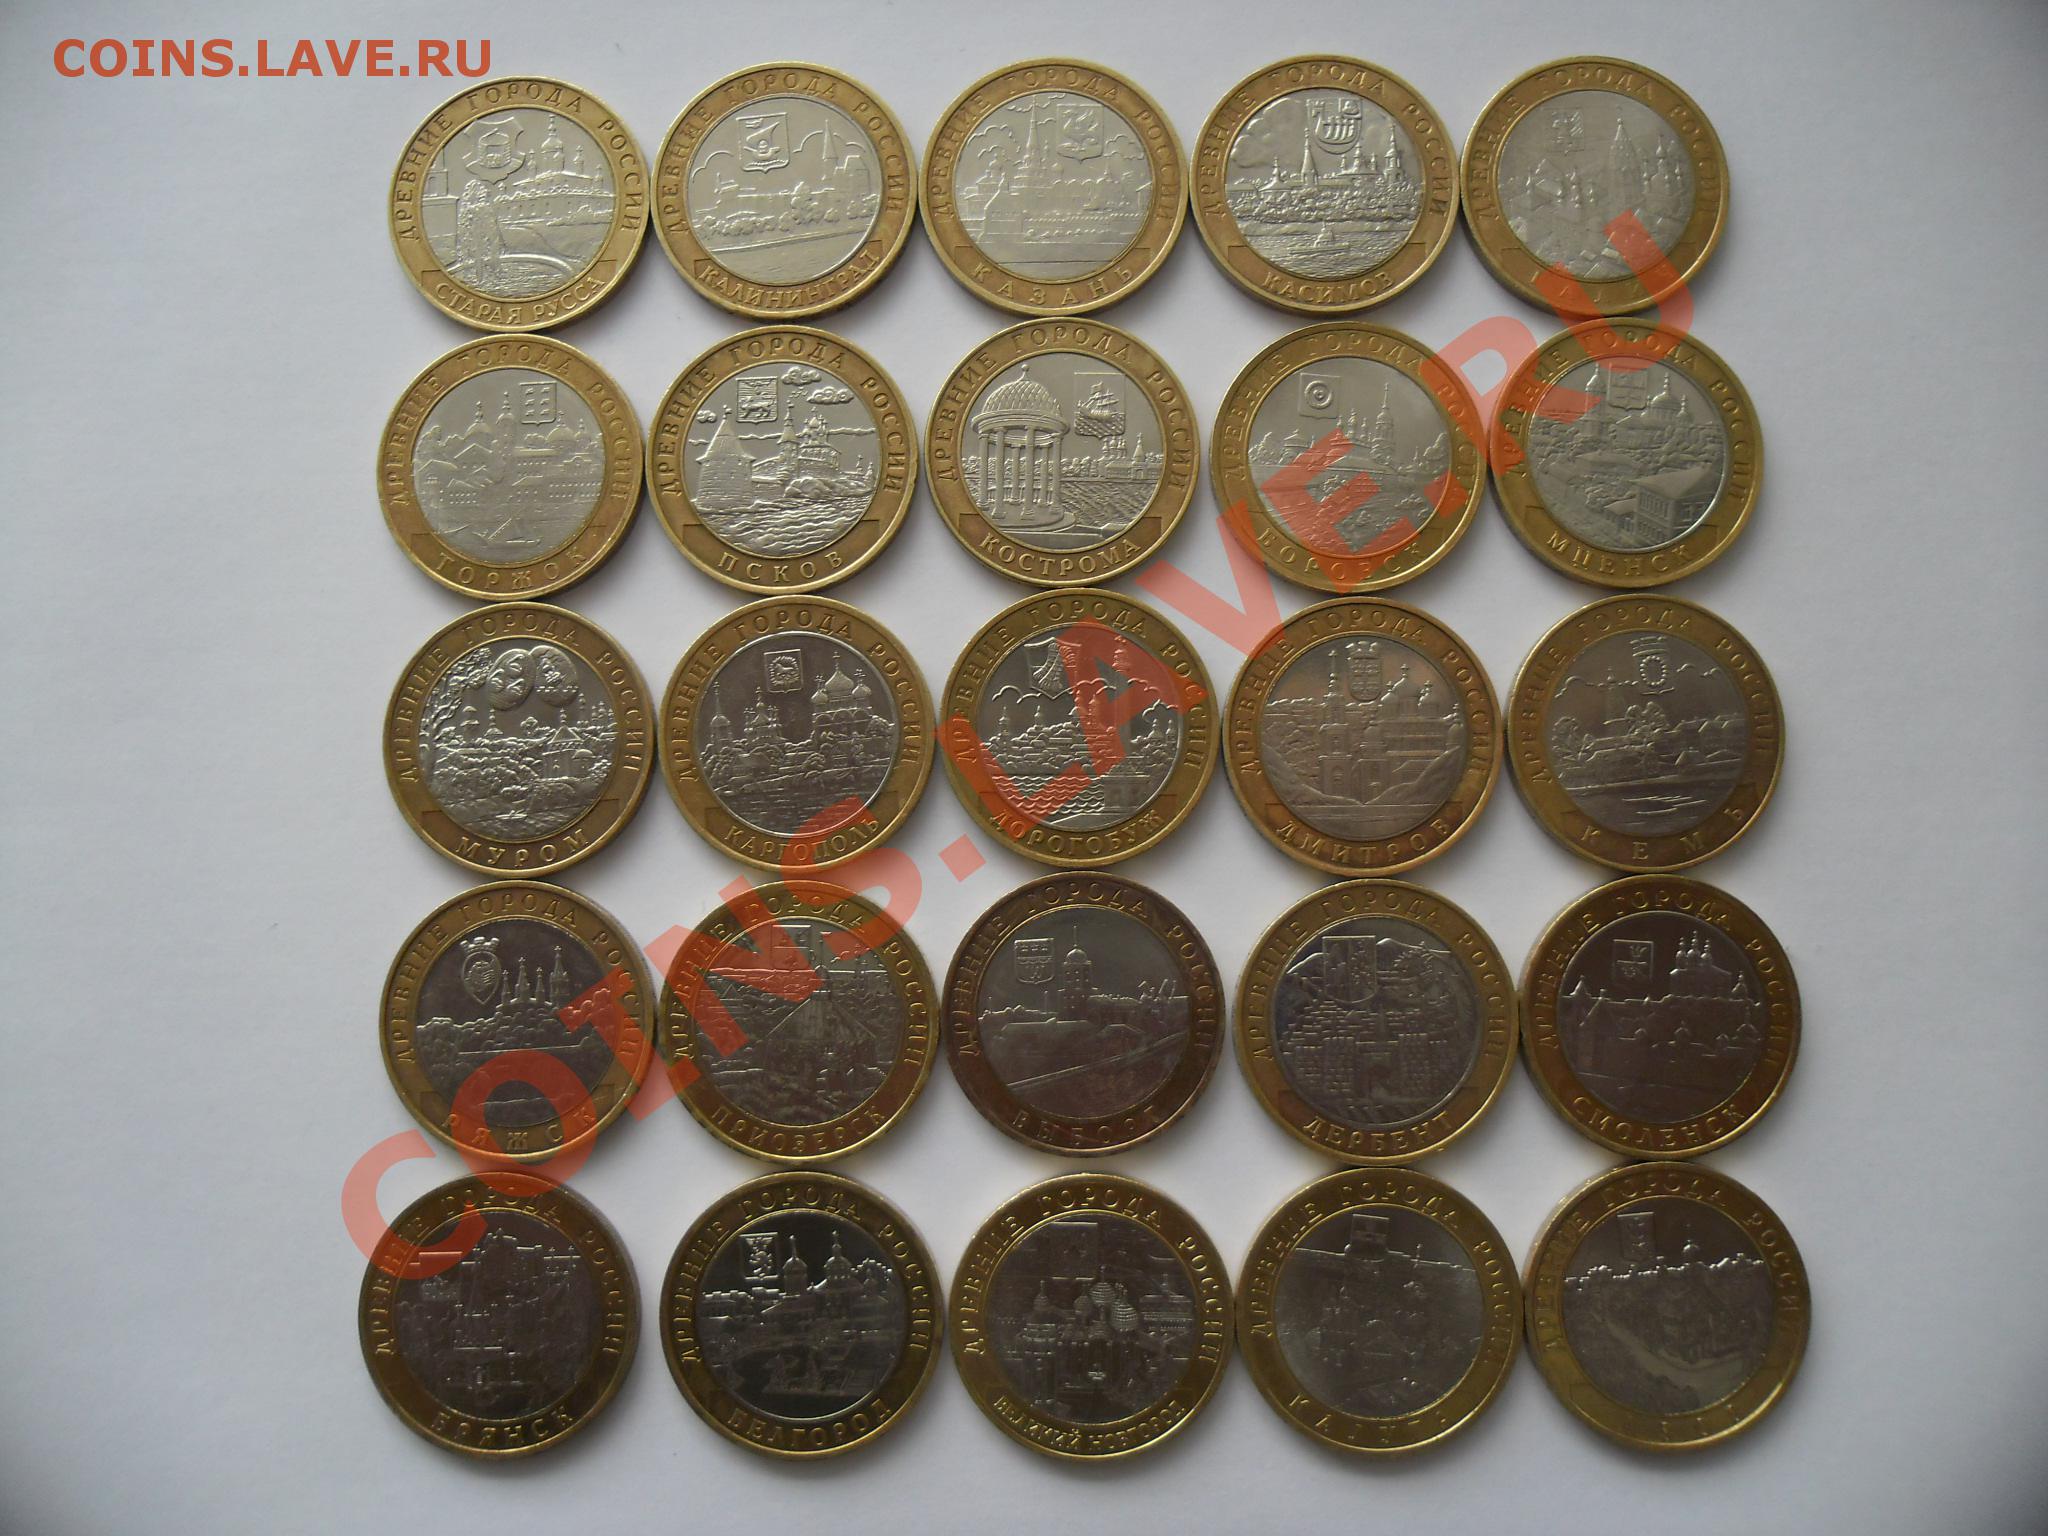 COINS.LAVE.RU
ДРЕВНИЕ ГОРОДА РОССИИ
СТАРАЯ РУССА
ДРЕВНИЕ ГОРОДА РОССИИ
КАЛИНИНГРАД
ДРЕВНИЕ ГОРОДА РОССИИ
КАЗАНЬ
ДРЕВНИЕ ГОРОДА РОССИИ
КАСИМОВ
ДРЕВНИЕ ГОРОДА РОССИИ
ДРЕВНИЕ ГОРОДА РОССИИ
ТОРЖОК
ДРЕВНИЕ ГОРОДА РОССИИ
ПСКОВ
ДРЕВНИЕ ГОРОДА РОССИИ
КОСТРОМА
ДРЕВНИЕ ГОРОДА РОССИИ
БОРОВСК
ДРЕВНИЕ ГОРОДА РОССИИ
МЦЕНСК
ДРЕВНИЕ ГОРОДА РОССИИ
МУРОМ
ДРЕВНИЕ ГОРОДА РОССИИ
КАРГОПОЛЬ
ДРЕВНИЕ ГОРОДА РОССИИ
ДОРОГОБУЖ
ДРЕВНИЕ ГОРОДА РОССИИ
ДМИТРОВ
ДРЕВНИЕ ГОРОДА РОССИИ
КЕМЬ
ДРЕВНИЕ ГОРОДА РОССИИ
РЯЖСК
ДРЕВНИЕ ГОРОДА РОССИИ
ПРИОЗЕРСК
ДРЕВНИЕ ГОРОДА РОССИИ
ВЫБОРГ
ДРЕВНИЕ ГОРОДА РОССИИ
ДЕРБЕНТ
ДРЕВНИЕ ГОРОДА РОССИИ
СМОЛЕНСК
ДРЕВНИЕ ГОРОДА РОССИИ
БРЯНСК
ДРЕВНИЕ ГОРОДА РОССИИ
БЕЛГОРОД
ДРЕВНИЕ ГОРОДА РОССИИ
ВЕЛИКИЙ НОВГОРОД
ДРЕВНИЕ ГОРОДА РОССИИ
КАЛУГА
ДРЕВНИЕ ГОРОДА РОССИИ
COINS.LAVE.RU